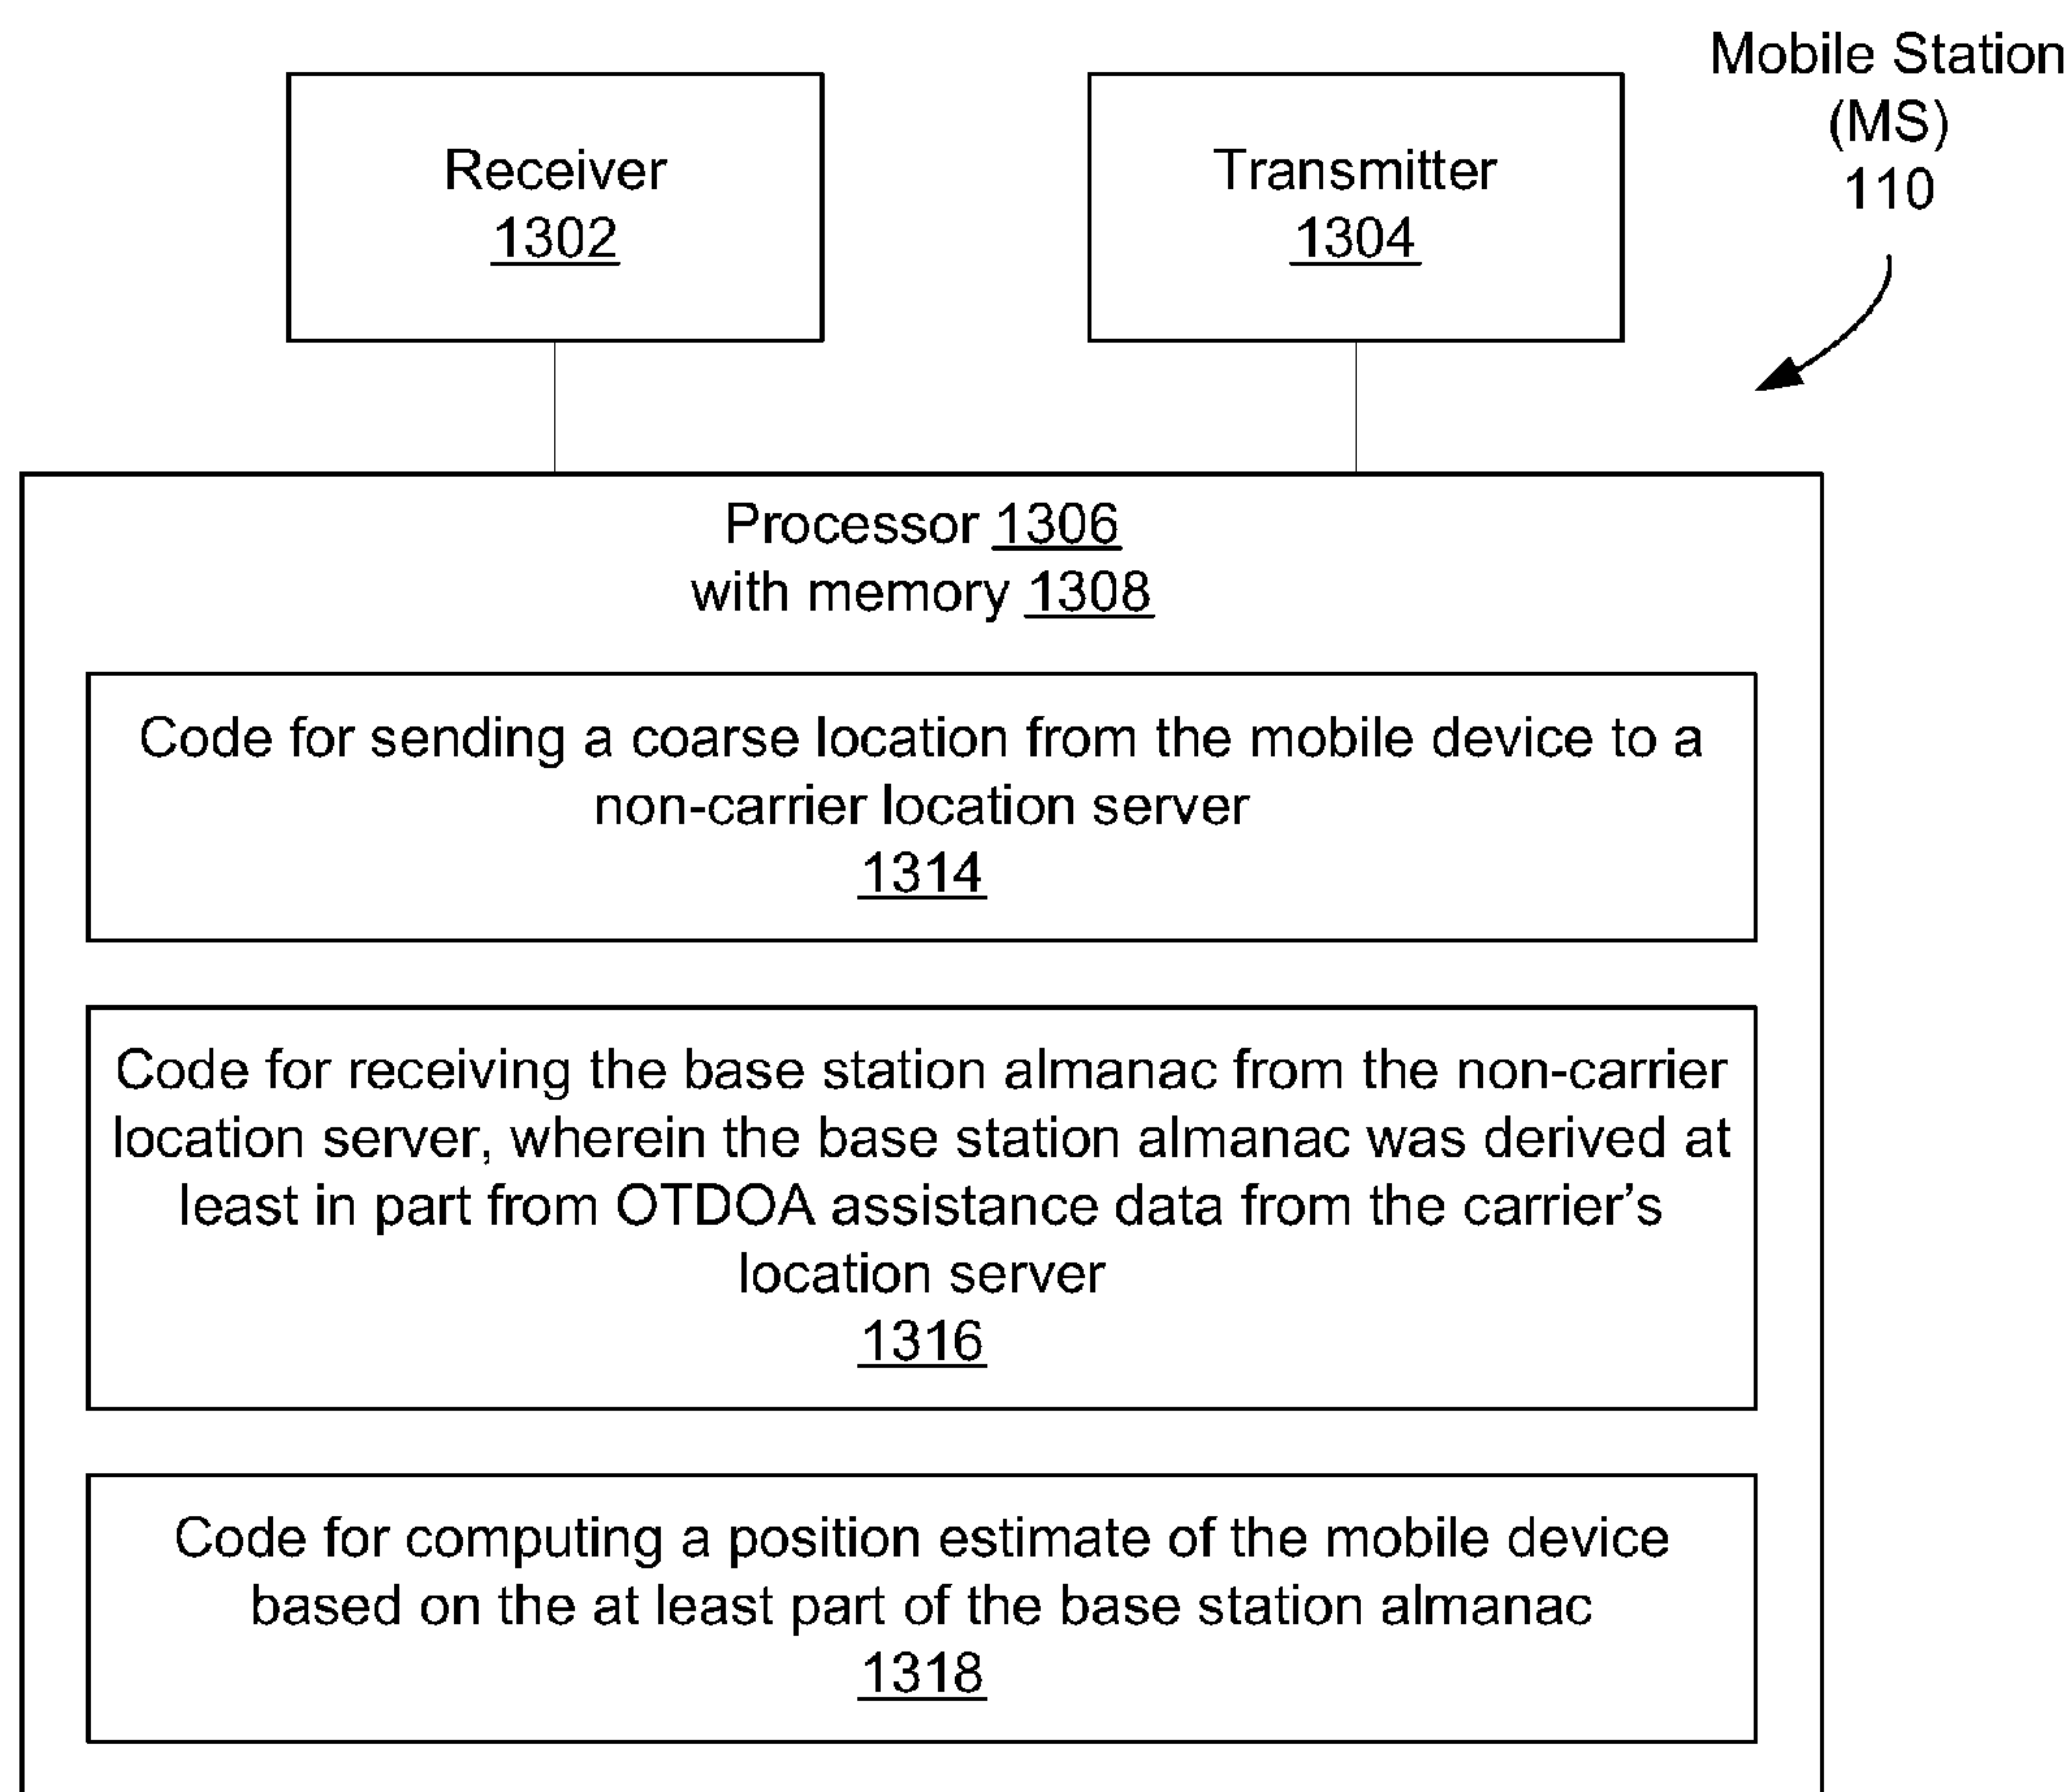 Mobile Station
(MS)
110
Receiver
1302
Transmitter
1304
Processor 1306
with memory 1308
Code for sending a coarse location from the mobile device to a
non-carrier location server
1314
Code for receiving the base station almanac from the non-carrier
location server, wherein the base station almanac was derived at
least in part from OTDOA assistance data from the carrier’s
location server
1316
Code for computing a position estimate of the mobile device
based on the at least part of the base station almanac
1318